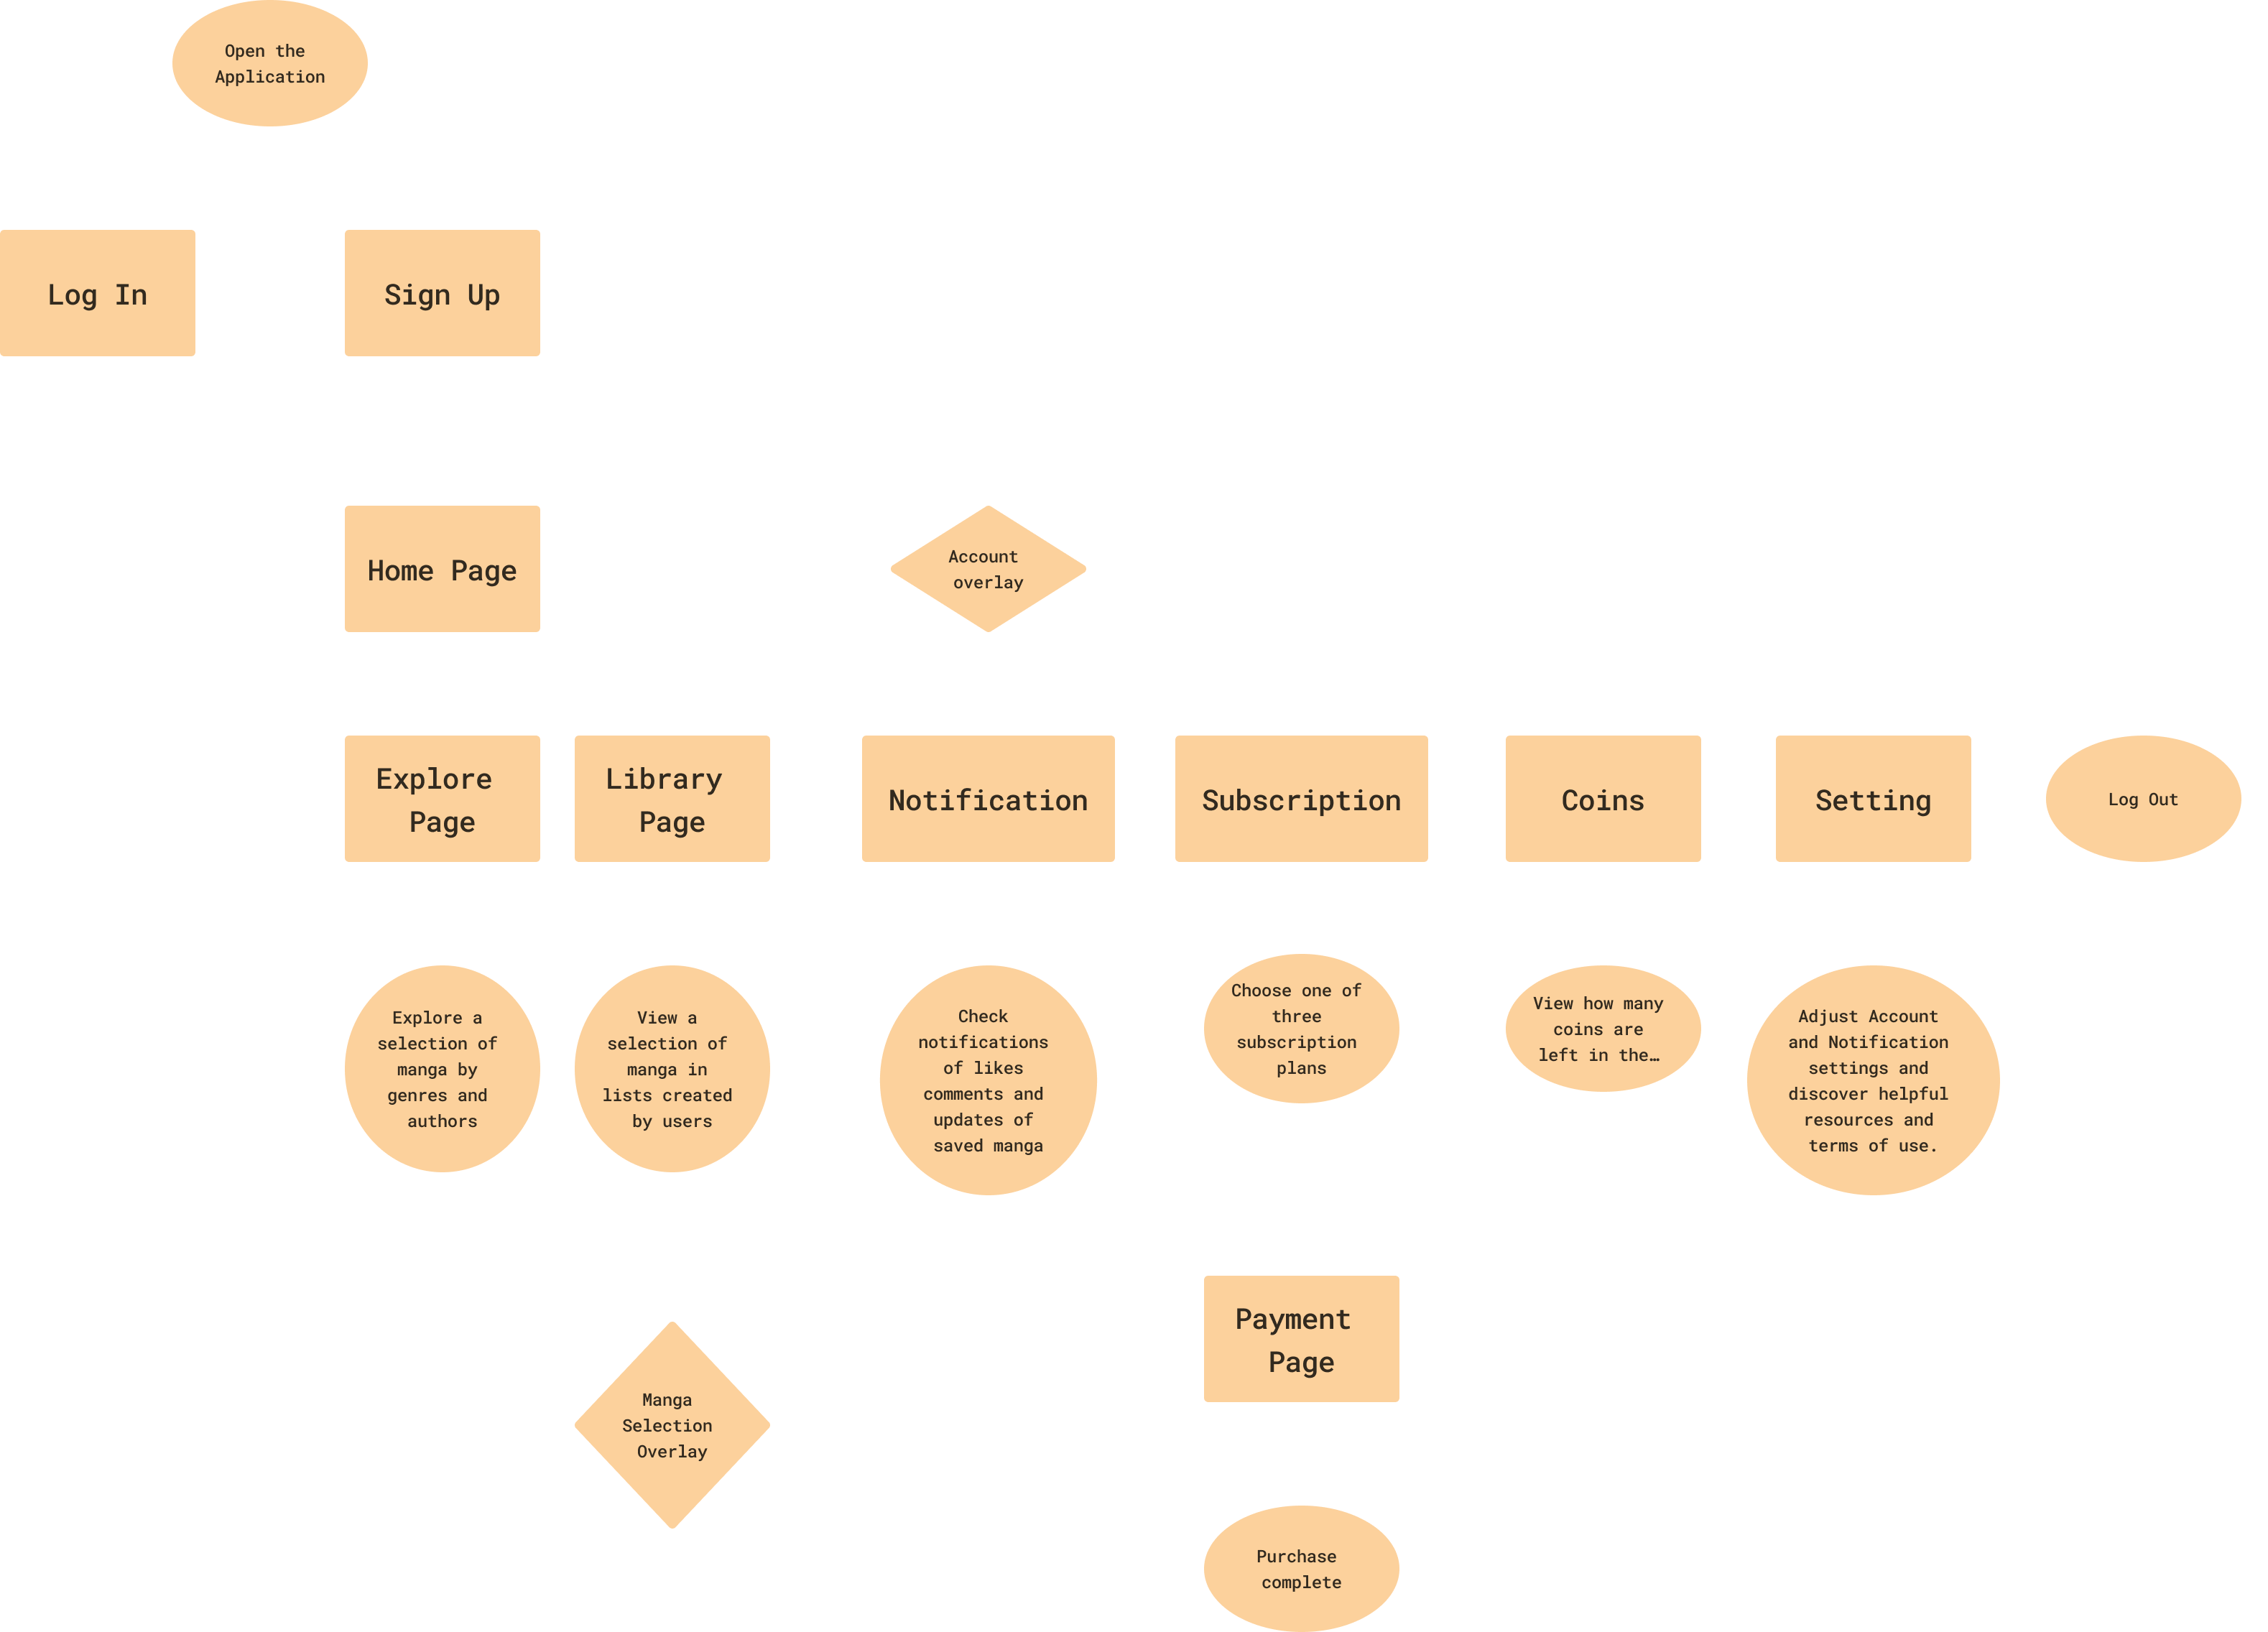 Open the
Application
Log In
Sign Up
Home Page
Account
overlay
Explore
Page
Library
Page
Notification
Subscription
Coins
Setting
Log Out
Explore a
selection of
manga by
genres and
authors
View a
selection of
manga in
lists created
by users
Check
notifications
of likes
comments and
updates of
saved manga
Choose one of
three
subscription
plans
View how many
coins are
left in the…
Adjust Account
and Notification
settings and
discover helpful
resources and
terms of use.
Payment
Page
Manga
Selection
Overlay
Purchase
complete